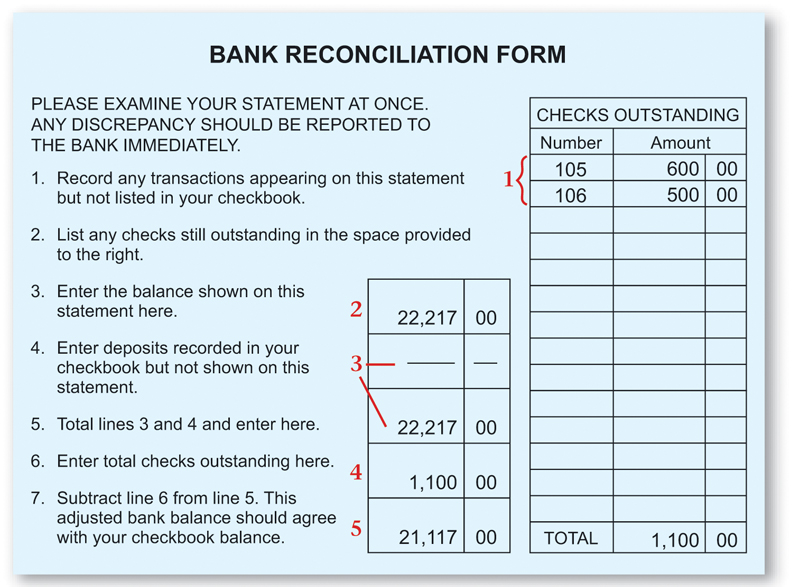 BANK RECONCILIATION FORM
PLEASE EXAMINE YOUR STATEMENT AT ONCE.
ANY DISCREPANCY SHOULD BE REPORTED TO
THE BANK IMMEDIATELY.
1. Record any transactions appearing on this statement
but not listed in your checkbook.
2. List any checks still outstanding in the space provided
to the right.
3. Enter the balance shown on this
statement here.
2 22,217 00
4. Enter deposits recorded in your
checkbook but not shown on this
statement.
3 — —
5. Total lines 3 and 4 and enter here.
22,217 00
6. Enter total checks outstanding here.
4 1,100 00
7. Subtract line 6 from line 5. This
adjusted bank balance should agree
with your checkbook balance.
5 21,117 00
CHECKS OUTSTANDING
Number Amount
1 105 600 00
106 500 00
TOTAL 1,100 00